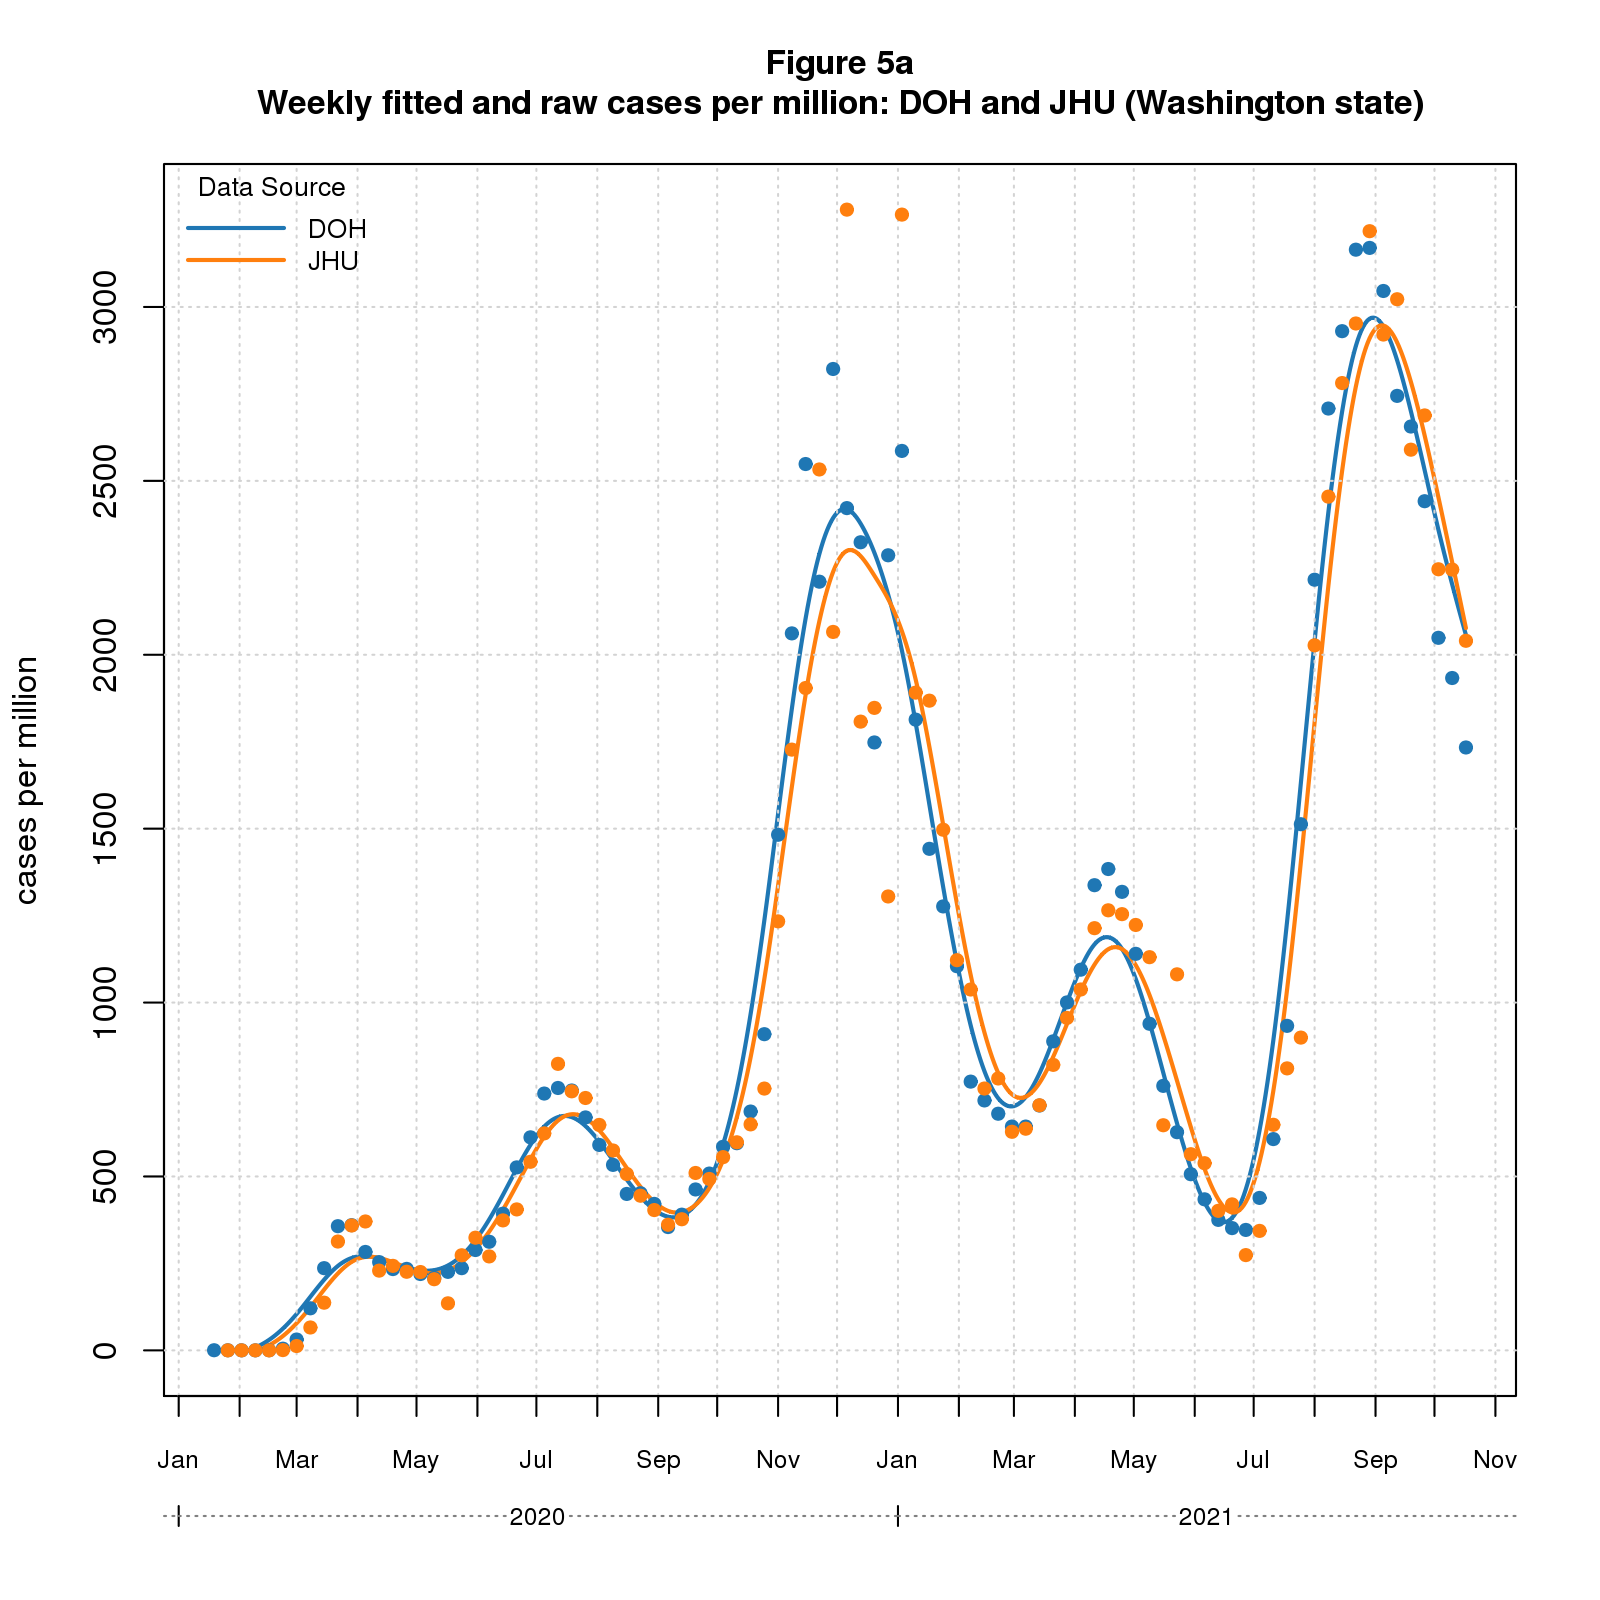 Figure 5a
Weekly fitted and raw cases per million: DOH and JHU (Washington state)
Data Source
DOH
JHU
cases per million
3000
2500
2000
1500
1000
500
0
Jan Mar May Jul Sep Nov Jan Mar May Jul Sep Nov
2020 2021